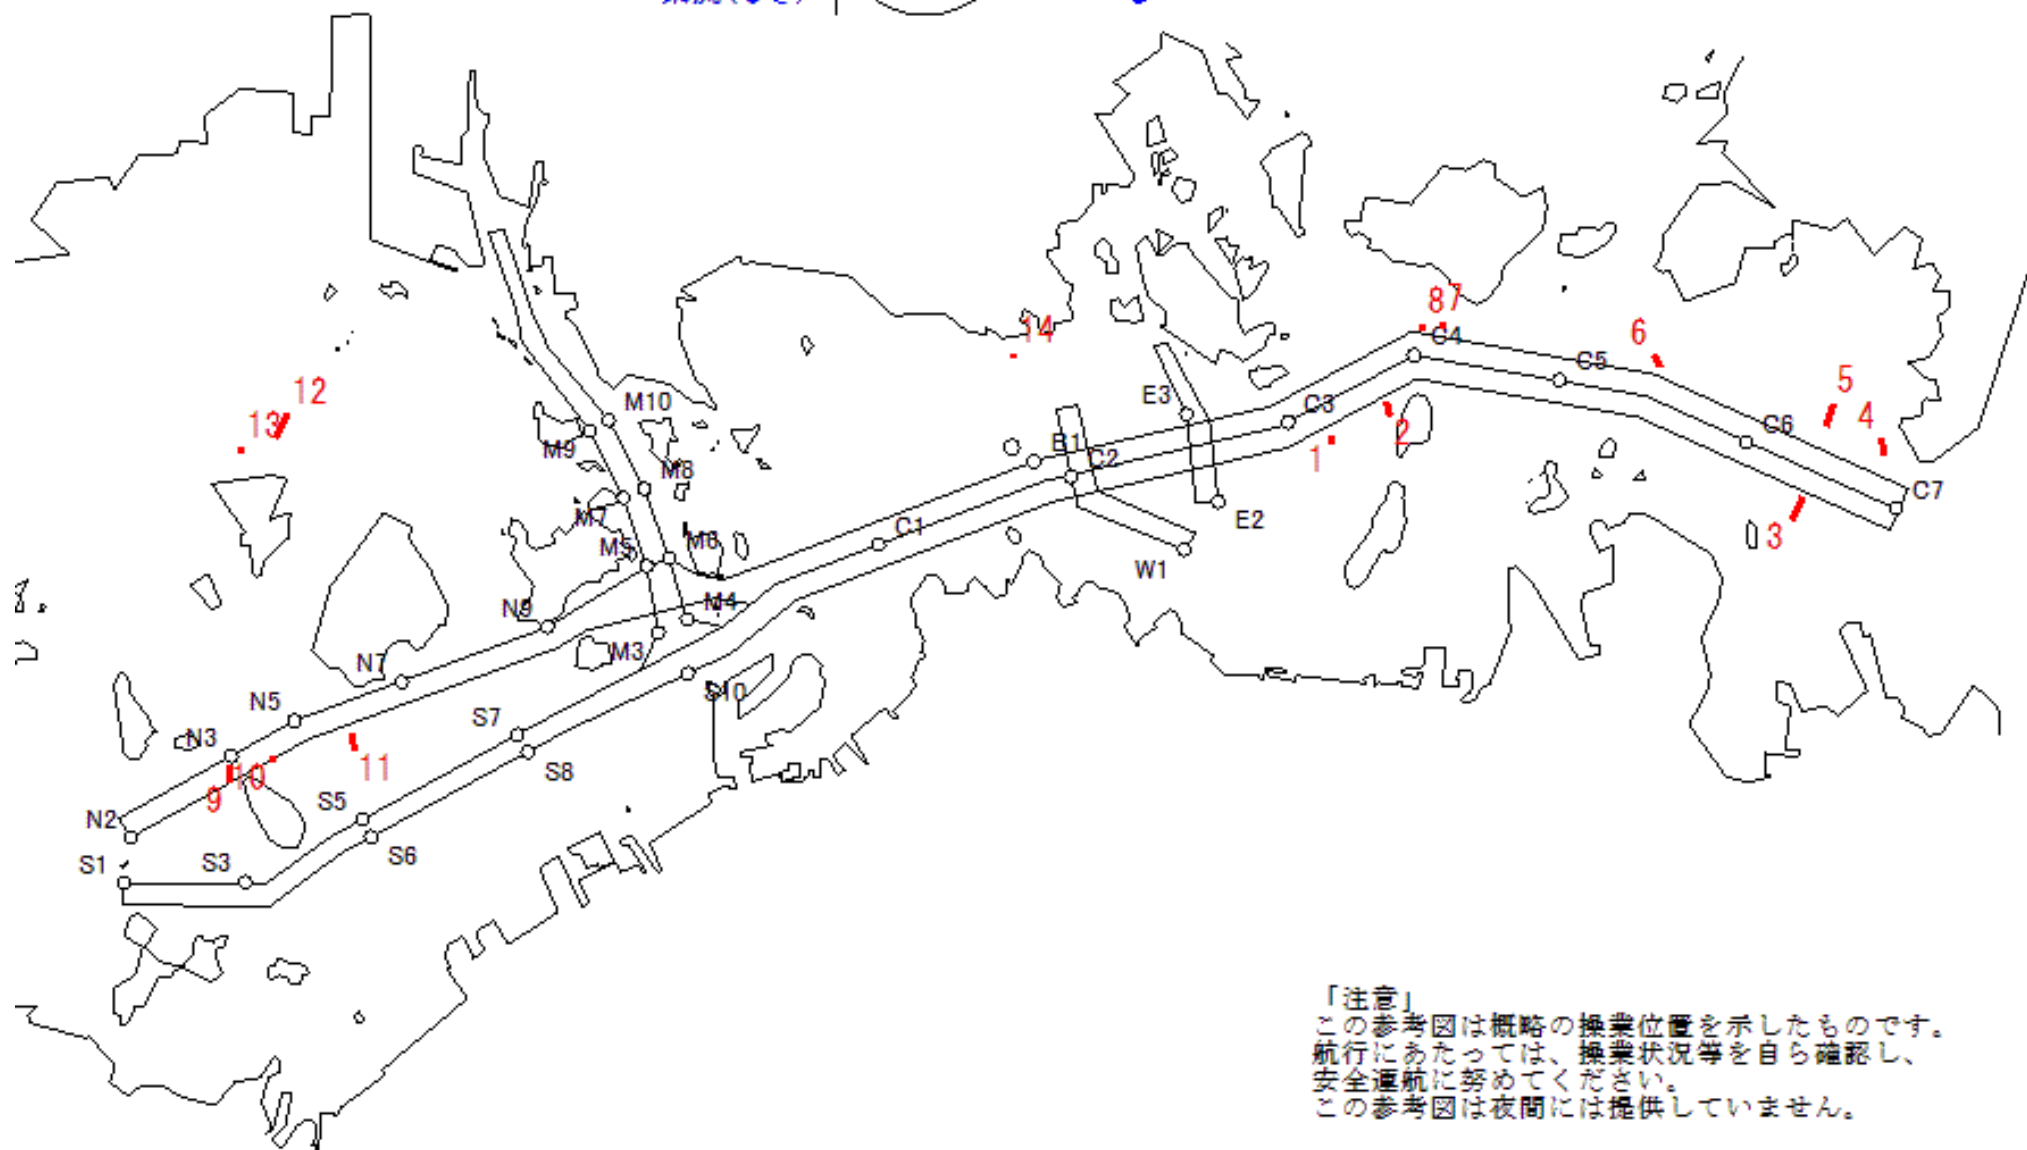 87
14
C4
6
C5
12
5
M10
E3
C3
4
13
2
C6
M9
B1
1
C2
M8
C7
M7
E2
C1
3
M5
M6
W1
N9
M4
M3
N7
S10
N5
S7
N3
10
11
S8
9
S5
N2
S6
S1
S3
「注意」
この参考図は概略の操業位置を示したものです。
航行にあたっては、操業状況等を自ら確認し、
安全運航に努めてください。
この参考図は夜間には提供していません。